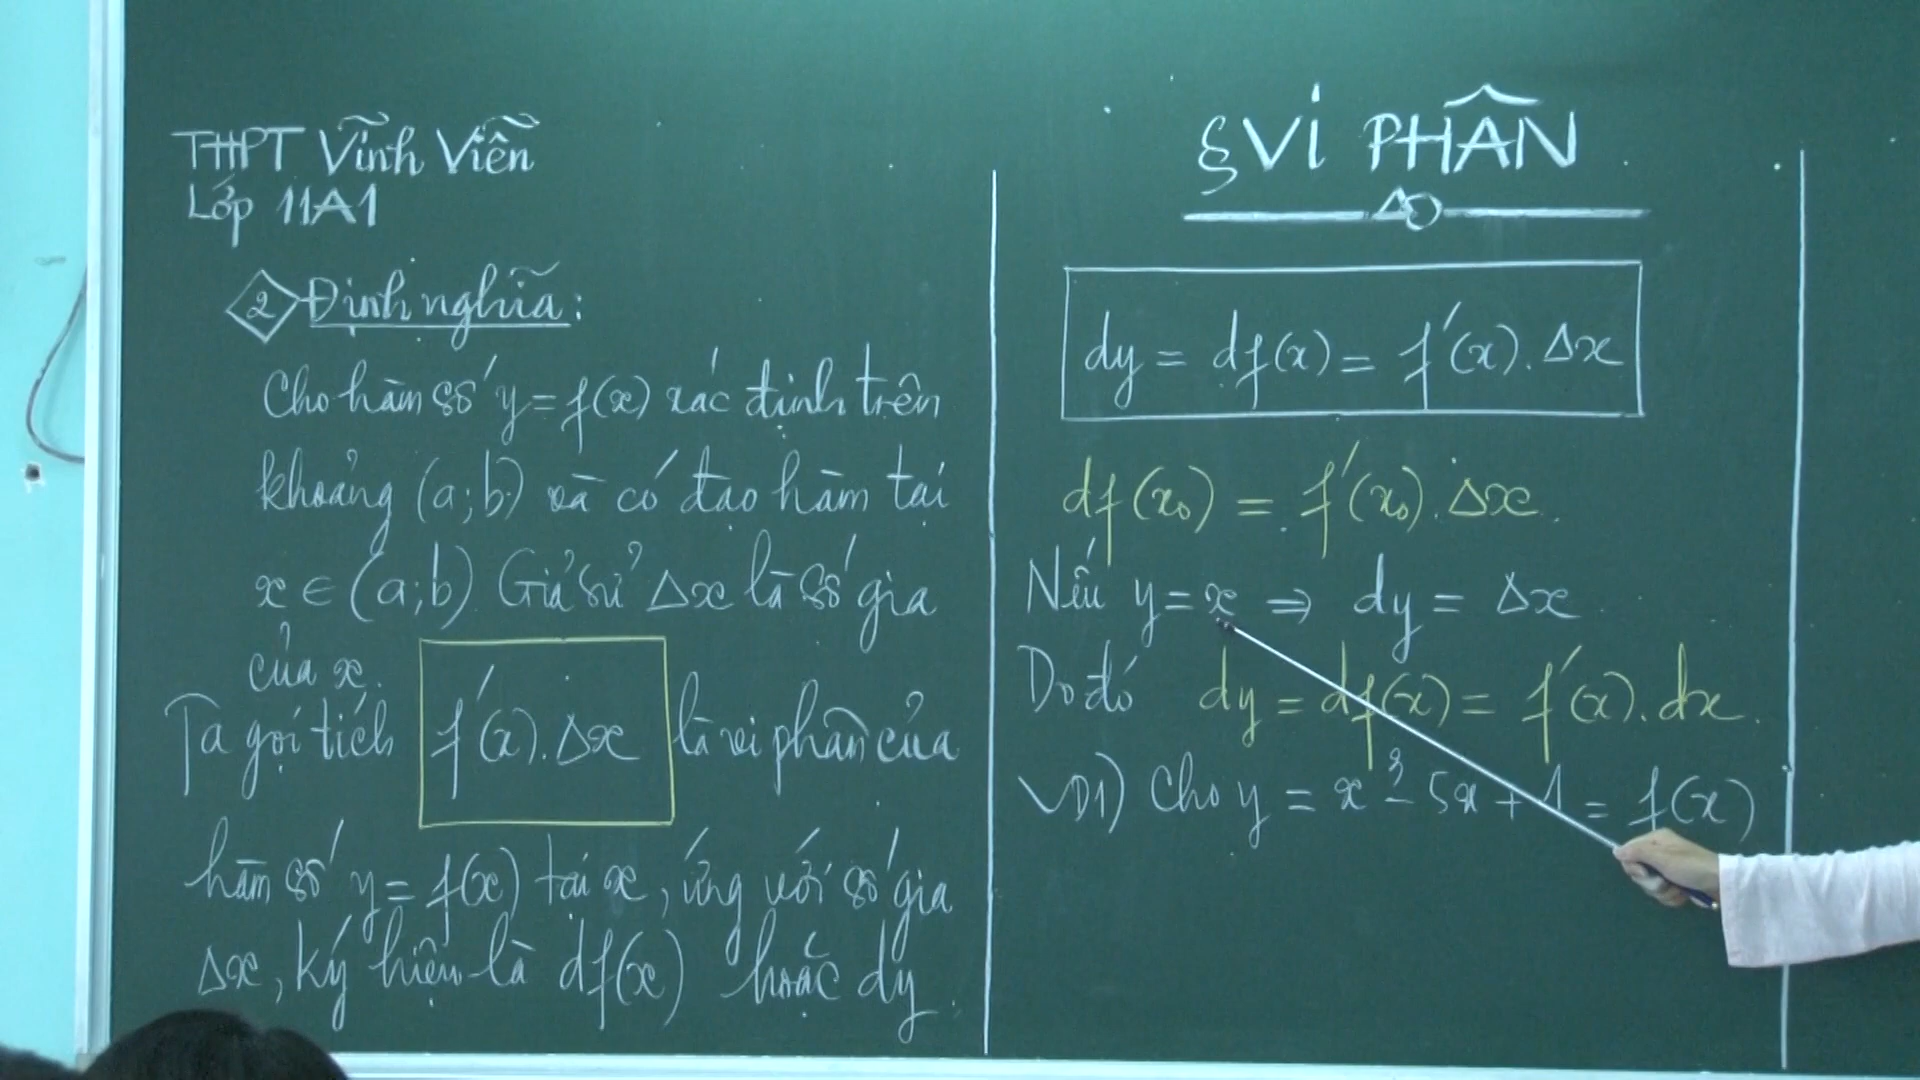 THPT Vĩnh Viễn
Lớp 11A1
2 Định nghĩa:
Cho hàm số y = f(x) xác định trên
khoảng (a; b) và có đạo hàm tại
x ∈ (a; b) Giả sử Δx là số gia
của x.
Ta gọi tích f'(x).Δx là vi phân của
hàm số y = f(x) tại x, ứng với số gia
Δx, ký hiệu là df(x) hoặc dy.
§ VI PHÂN
dy = df(x) = f'(x).Δx
df(x₀) = f'(x₀).Δx.
Nếu y = x ⇒ dy = Δx
Do đó dy = df(x) = f'(x).dx.
VD1) Cho y = x³ - 5x + 1 = f(x)